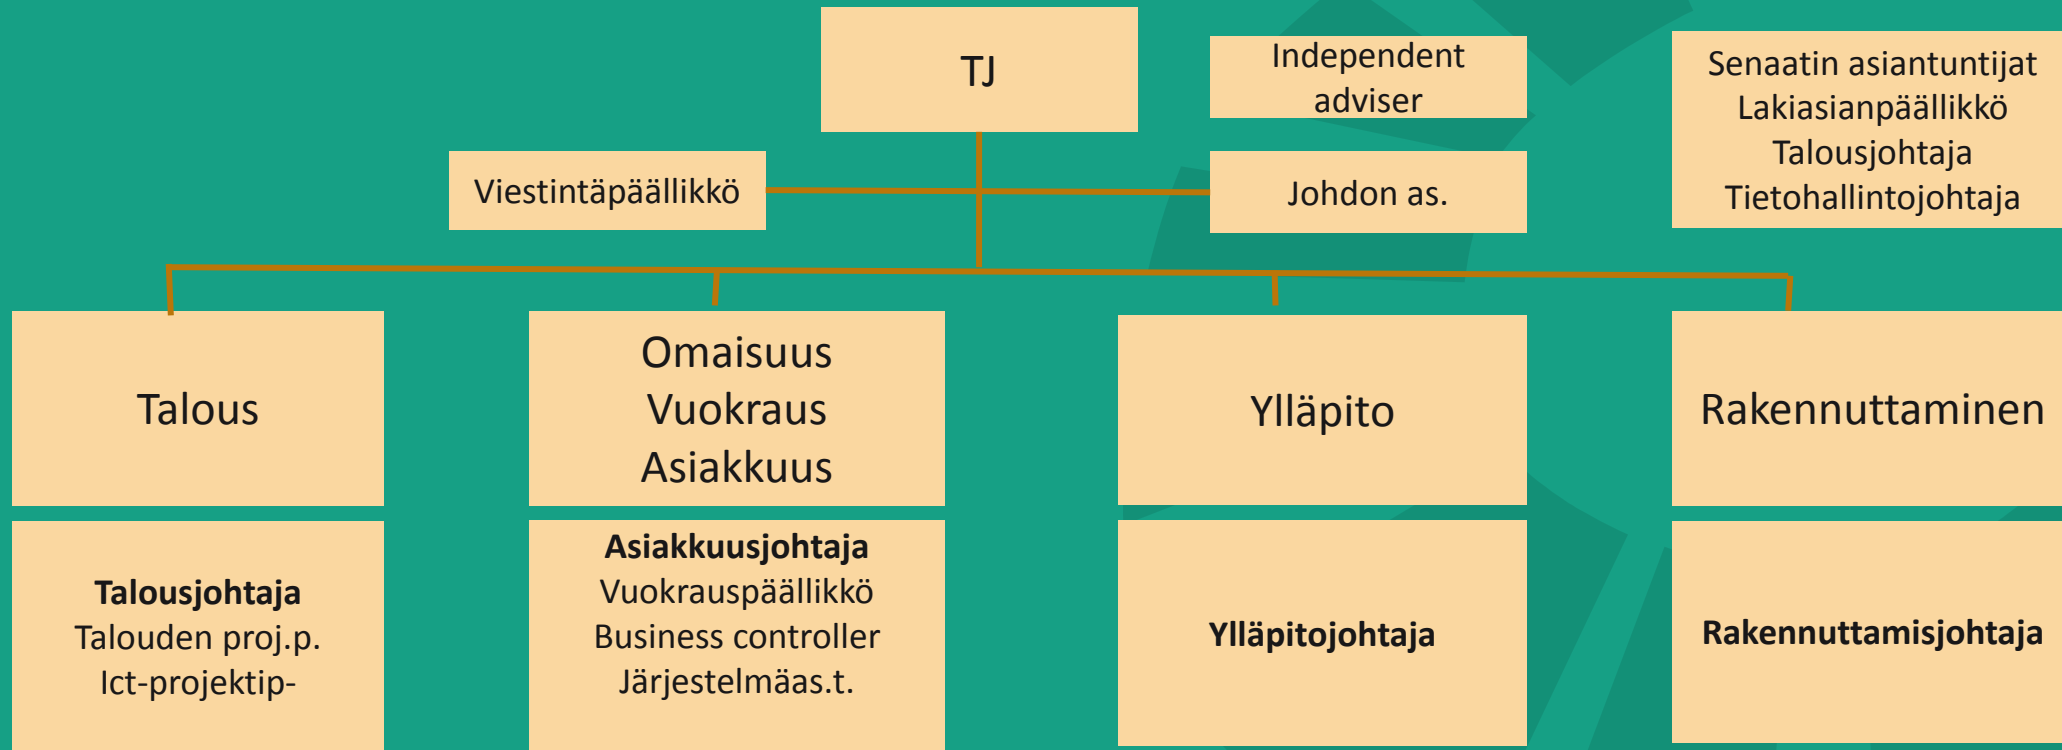 TJ
Independent
adviser
Senaatin asiantuntijat
Lakiasianpäällikkö
Talousjohtaja
Tietohallintojohtaja
Viestintäpäällikkö
Johdon as.
Talous
Omaisuus
Vuokraus
Asiakkuus
Ylläpito
Rakennuttaminen
Talousjohtaja
Talouden proj.p.
Ict-projektip-
Asiakkuusjohtaja
Vuokrauspäällikkö
Business controller
Järjestelmäas.t.
Ylläpitojohtaja
Rakennuttamisjohtaja